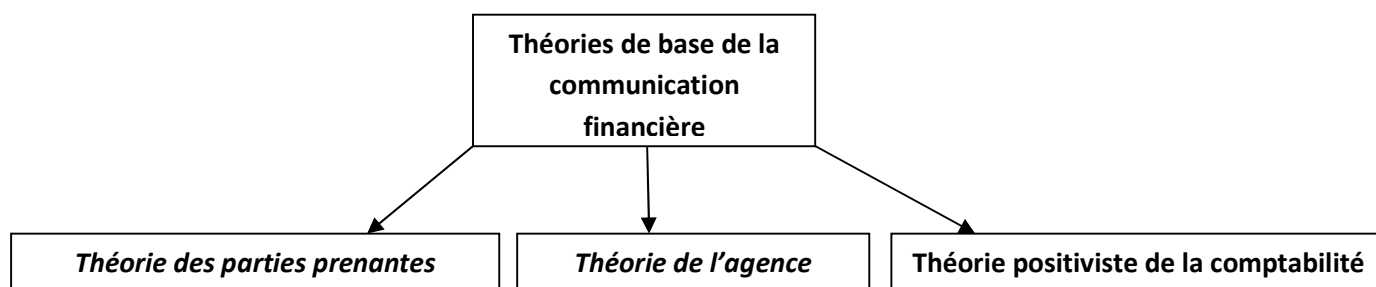 Théories de base de la
communication
financière
Théorie des parties prenantes
Théorie de l’agence
Théorie positiviste de la comptabilité